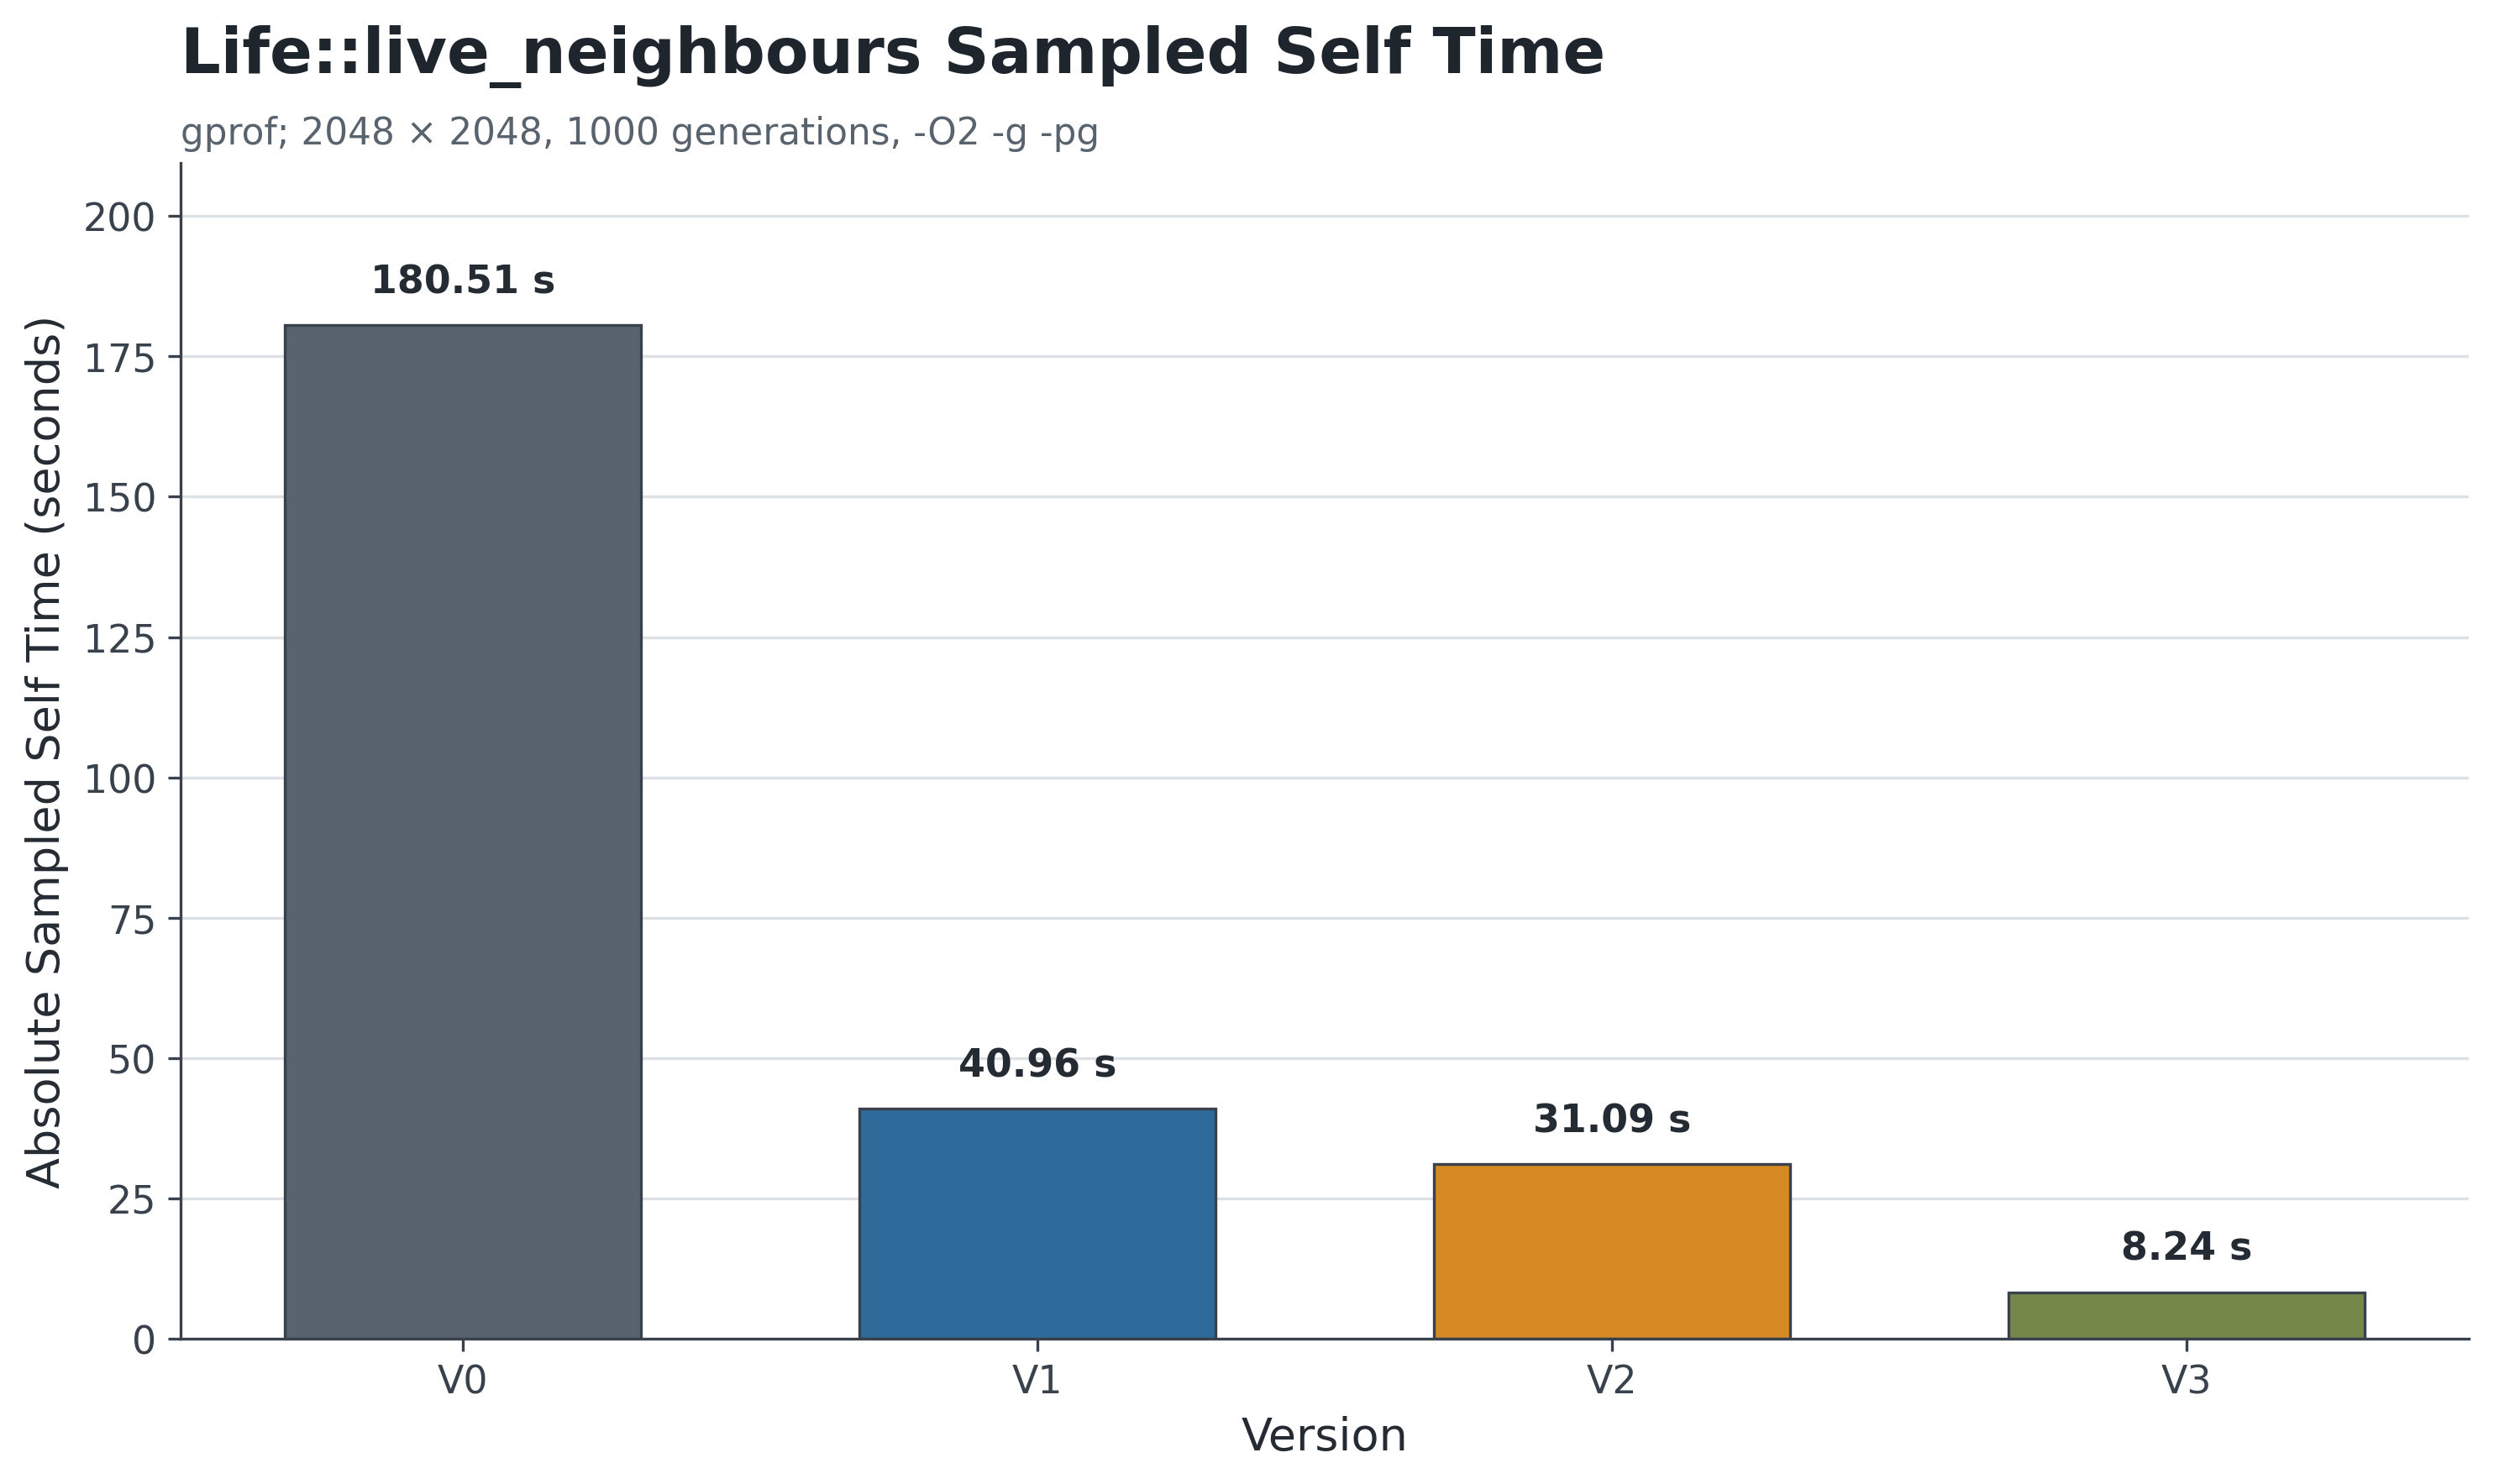 Life::live_neighbours Sampled Self Time
gprof; 2048 × 2048, 1000 generations, -O2 -g -pg
Absolute Sampled Self Time (seconds)
200
175
150
125
100
75
50
25
0
180.51 s
40.96 s
31.09 s
8.24 s
V0
V1
V2
V3
Version